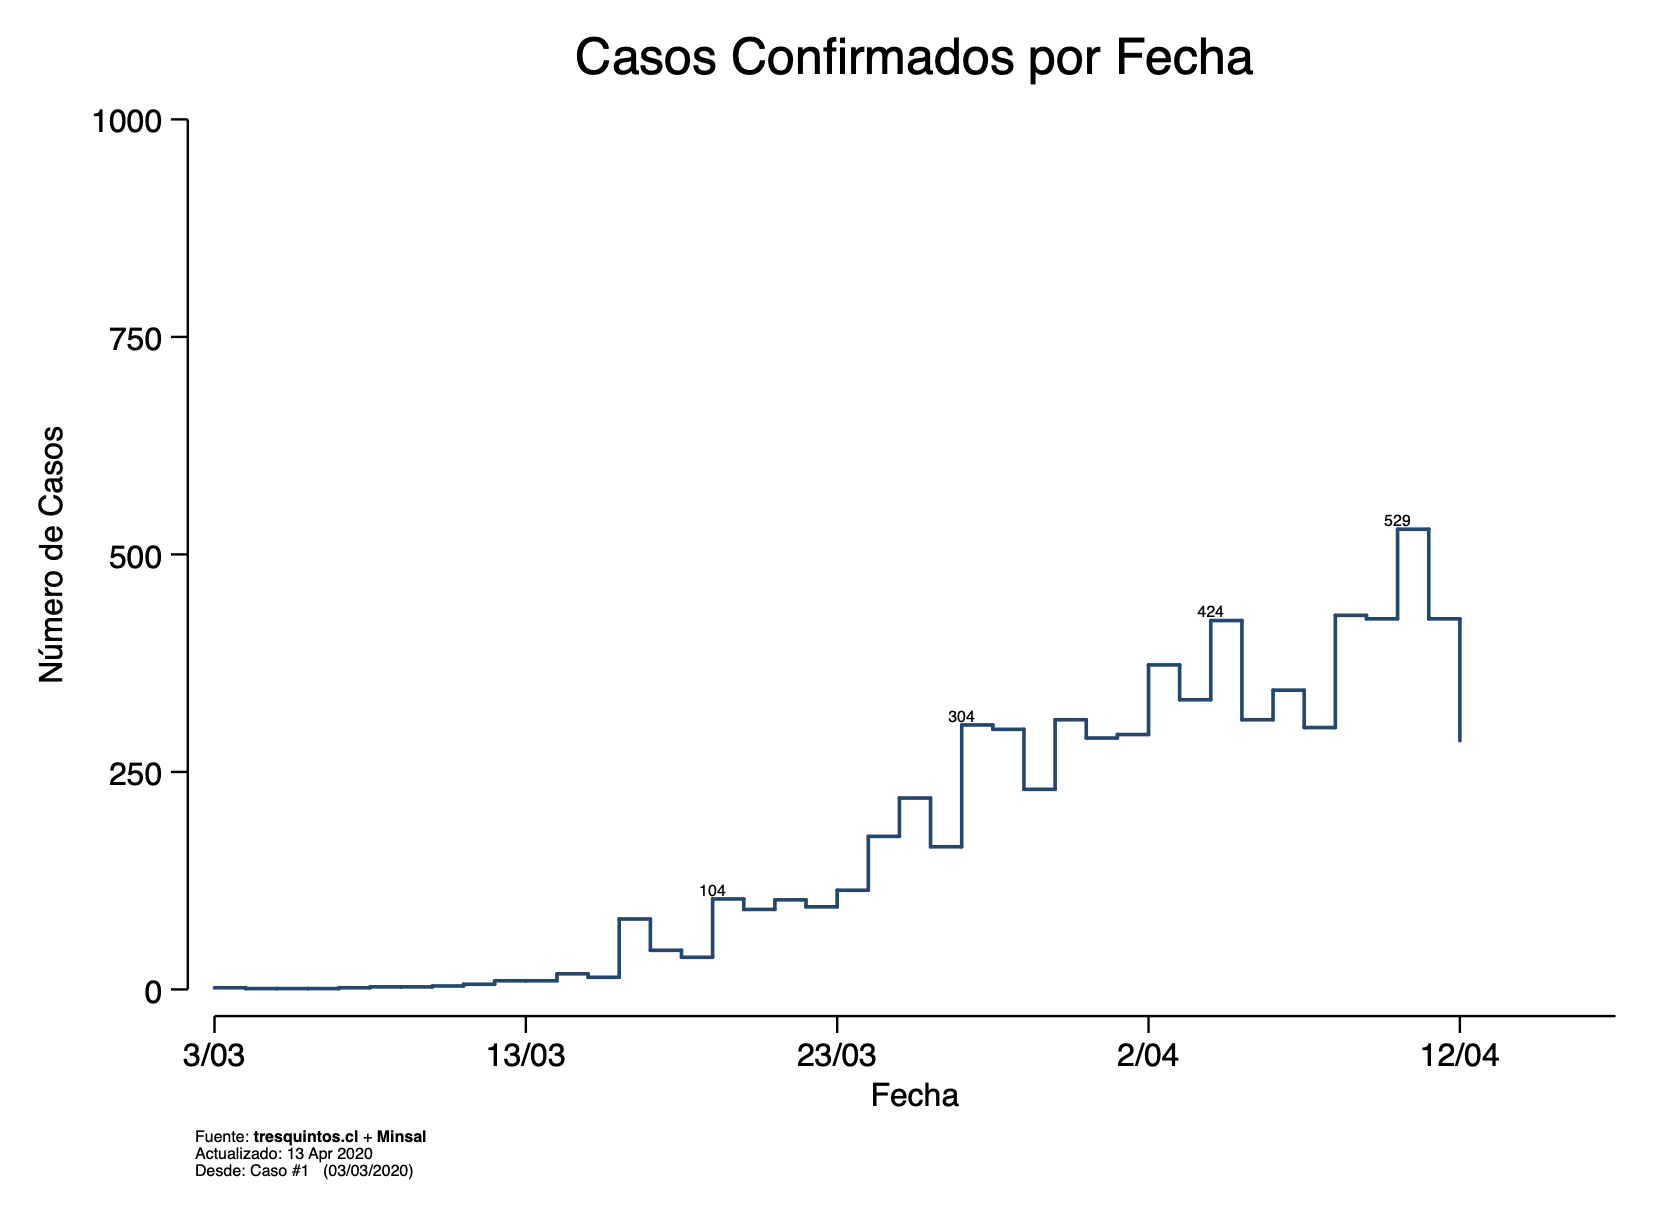 Casos Confirmados por Fecha
1000
750
500
250
0
Número de Casos
104
304
424
529
3/03
13/03
23/03
2/04
12/04
Fecha
Fuente: tresquintos.cl + Minsal
Actualizado: 13 Apr 2020
Desde: Caso #1 (03/03/2020)